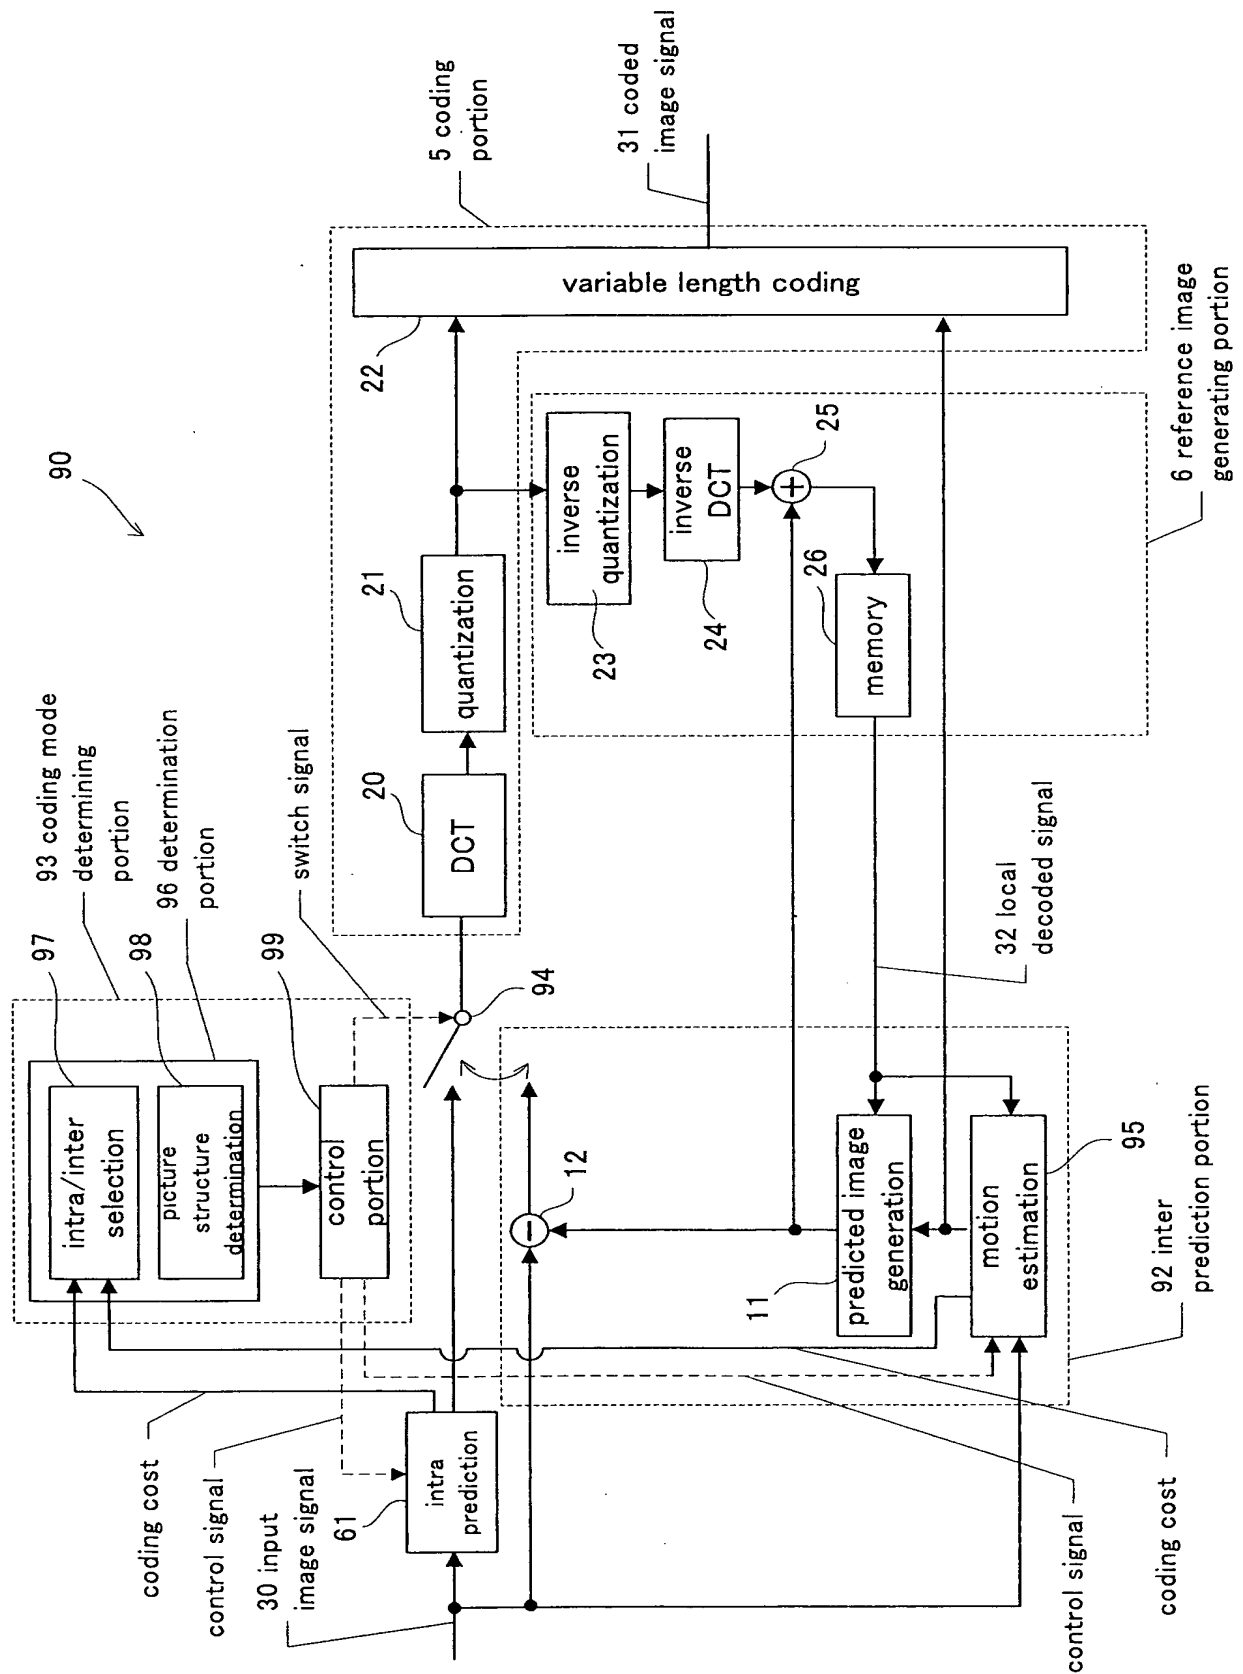 90
93 coding mode
determining
portion
96 determination
portion
97
intra/inter
selection
98
picture
structure
determination
99
control
portion
switch signal
94
5 coding
portion
20
DCT
21
quantization
22
variable length coding
31 coded
image signal
inverse
quantization
23
inverse
DCT
24
+
25
26
memory
6 reference image
generating portion
32 local
decoded signal
coding cost
control signal
30 input
image signal
61
intra
prediction
-
12
11
predicted image
generation
motion
estimation
95
92 inter
prediction portion
control signal
coding cost